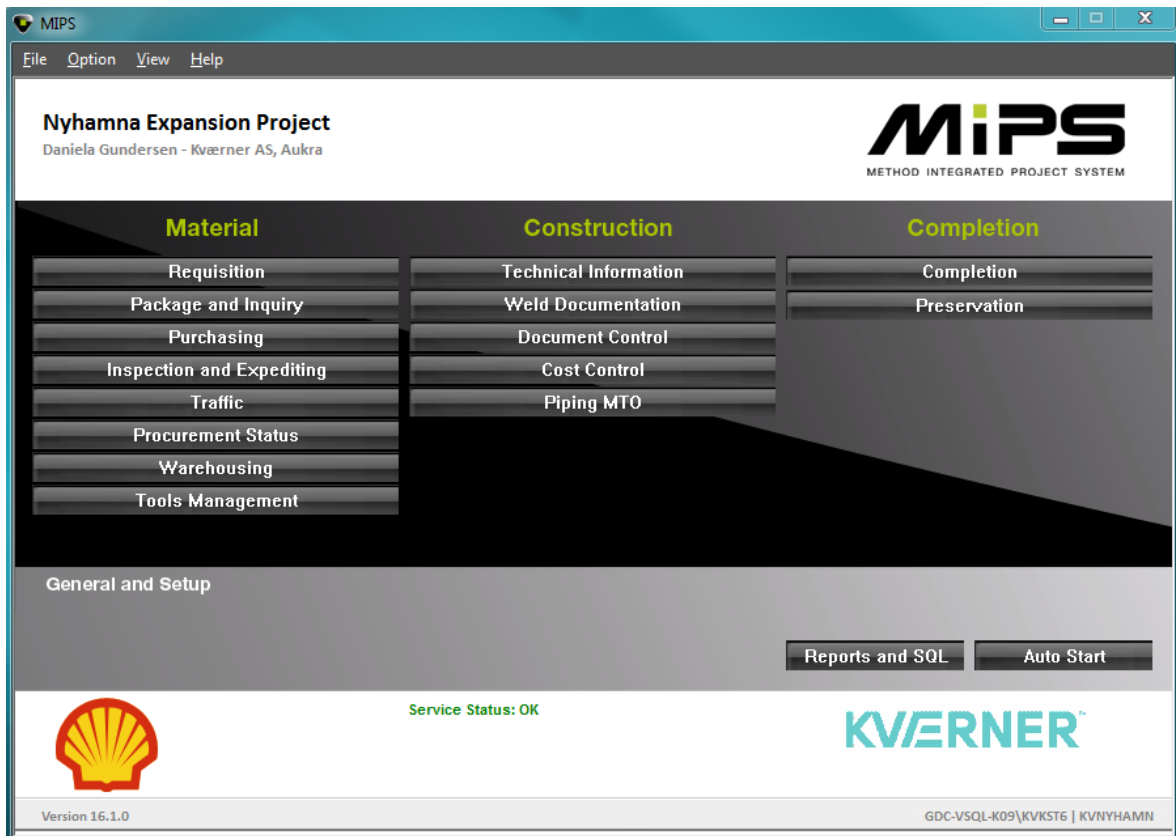 MIPS
File Option View Help
Nyhamna Expansion Project
Daniela Gundersen - Kværner AS, Aukra
MiPS
METHOD INTEGRATED PROJECT SYSTEM
Material
Requisition
Package and Inquiry
Purchasing
Inspection and Expediting
Traffic
Procurement Status
Warehousing
Tools Management
Construction
Technical Information
Weld Documentation
Document Control
Cost Control
Piping MTO
Completion
Completion
Preservation
General and Setup
Reports and SQL
Auto Start
Service Status: OK
KVÆRNER™
Version 16.1.0
GDC-VSQL-K09\KVKST6 | KVNYHAMN